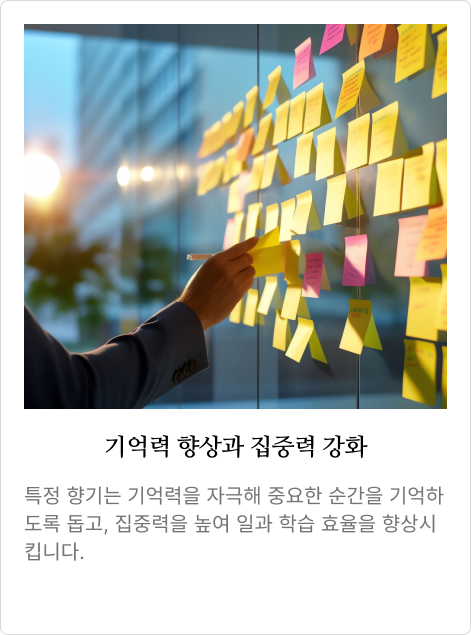 기억력 향상과 집중력 강화
특정 향기는 기억력을 자극해 중요한 순간을 기억하
도록 돕고, 집중력을 높여 일과 학습 효율을 향상시
킵니다.